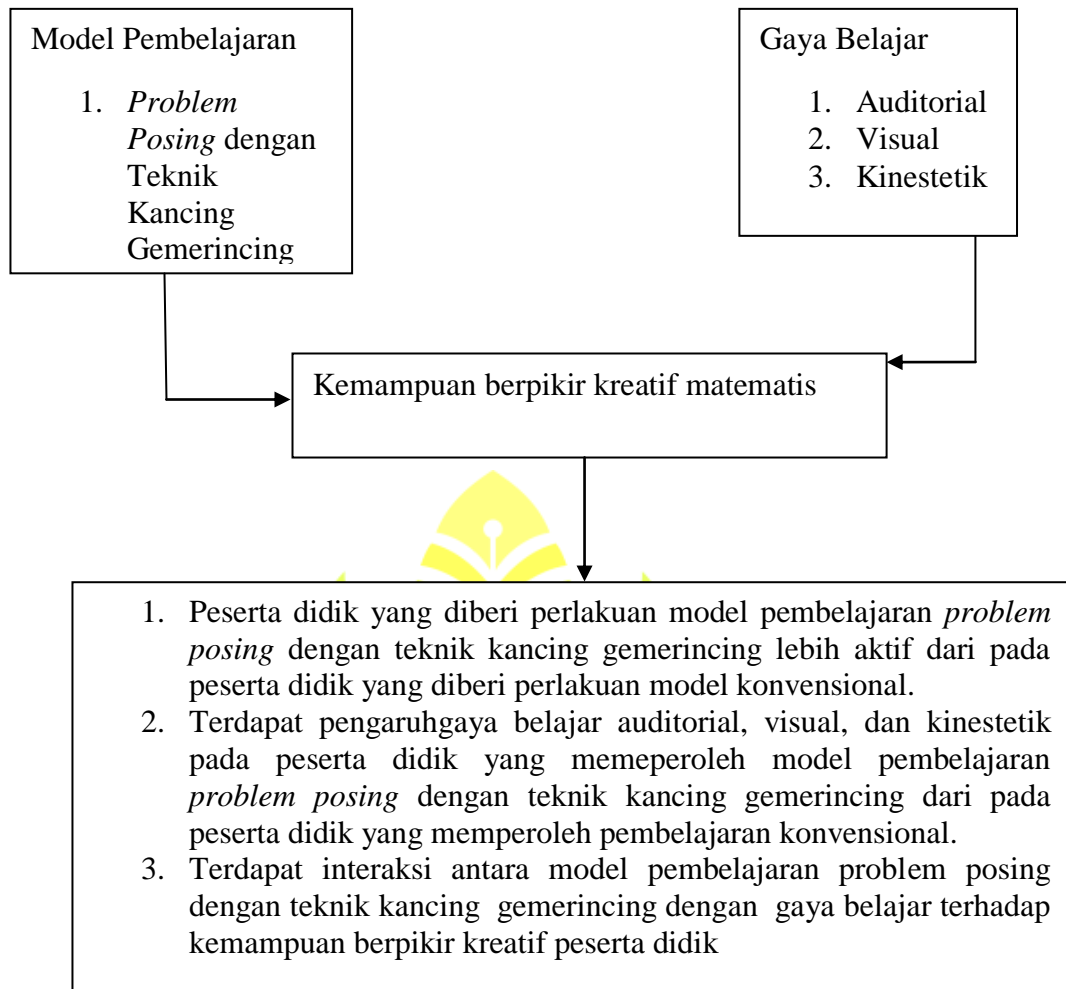 Model Pembelajaran
1. Problem
Posing dengan
Teknik
Kancing
Gemerincing
Gaya Belajar
1. Auditorial
2. Visual
3. Kinestetik
Kemampuan berpikir kreatif matematis
1. Peserta didik yang diberi perlakuan model pembelajaran problem
posing dengan teknik kancing gemerincing lebih aktif dari pada
peserta didik yang diberi perlakuan model konvensional.
2. Terdapat pengaruhgaya belajar auditorial, visual, dan kinestetik
pada peserta didik yang memeperoleh model pembelajaran
problem posing dengan teknik kancing gemerincing dari pada
peserta didik yang memperoleh pembelajaran konvensional.
3. Terdapat interaksi antara model pembelajaran problem posing
dengan teknik kancing gemerincing dengan gaya belajar terhadap
kemampuan berpikir kreatif peserta didik